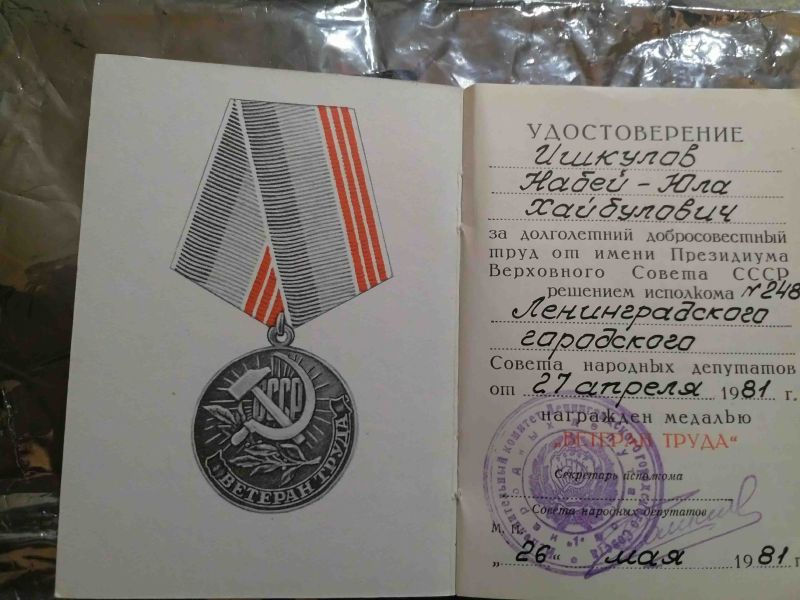 СССР
ВЕТЕРАН ТРУДА
УДОСТОВЕРЕНИЕ
Ишкулов
Набей-Юла
Хайбулович
за долголетний добросовестный
труд от имени Президиума
Верховного Совета СССР
решением исполкома №248
Ленинградского
городского
Совета народных депутатов
от 27 апреля 1981 г.
награжден медалью
„ВЕТЕРАН ТРУДА“
Секретарь исполкома
Совета народных депутатов
М. П.
„26“ мая 1981 г